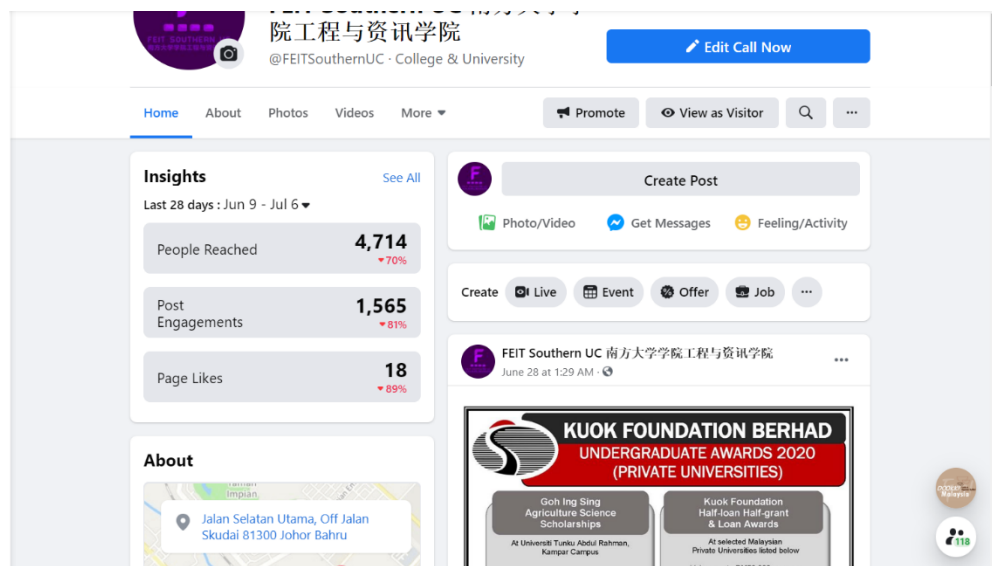 院工程与资讯学院
@FEITSouthernUC · College & University
Edit Call Now
Home About Photos Videos More
Promote View as Visitor
Insights See All
Last 28 days : Jun 9 - Jul 6
People Reached 4,714
70%
Post Engagements 1,565
81%
Page Likes 18
89%
About
Impian
Jalan Selatan Utama, Off Jalan
Skudai 81300 Johor Bahru
Create Post
Photo/Video Get Messages Feeling/Activity
Create Live Event Offer Job
FEIT Southern UC 南方大学学院工程与资讯学院
June 28 at 1:29 AM ·
KUOK FOUNDATION BERHAD
UNDERGRADUATE AWARDS 2020
(PRIVATE UNIVERSITIES)
Goh Ing Sing
Agriculture Science
Scholarships
At Universiti Tunku Abdul Rahman,
Kampar Campus
Kuok Foundation
Half-loan Half-grant
& Loan Awards
At selected Malaysian
Private Universities listed below
Malaysia
118